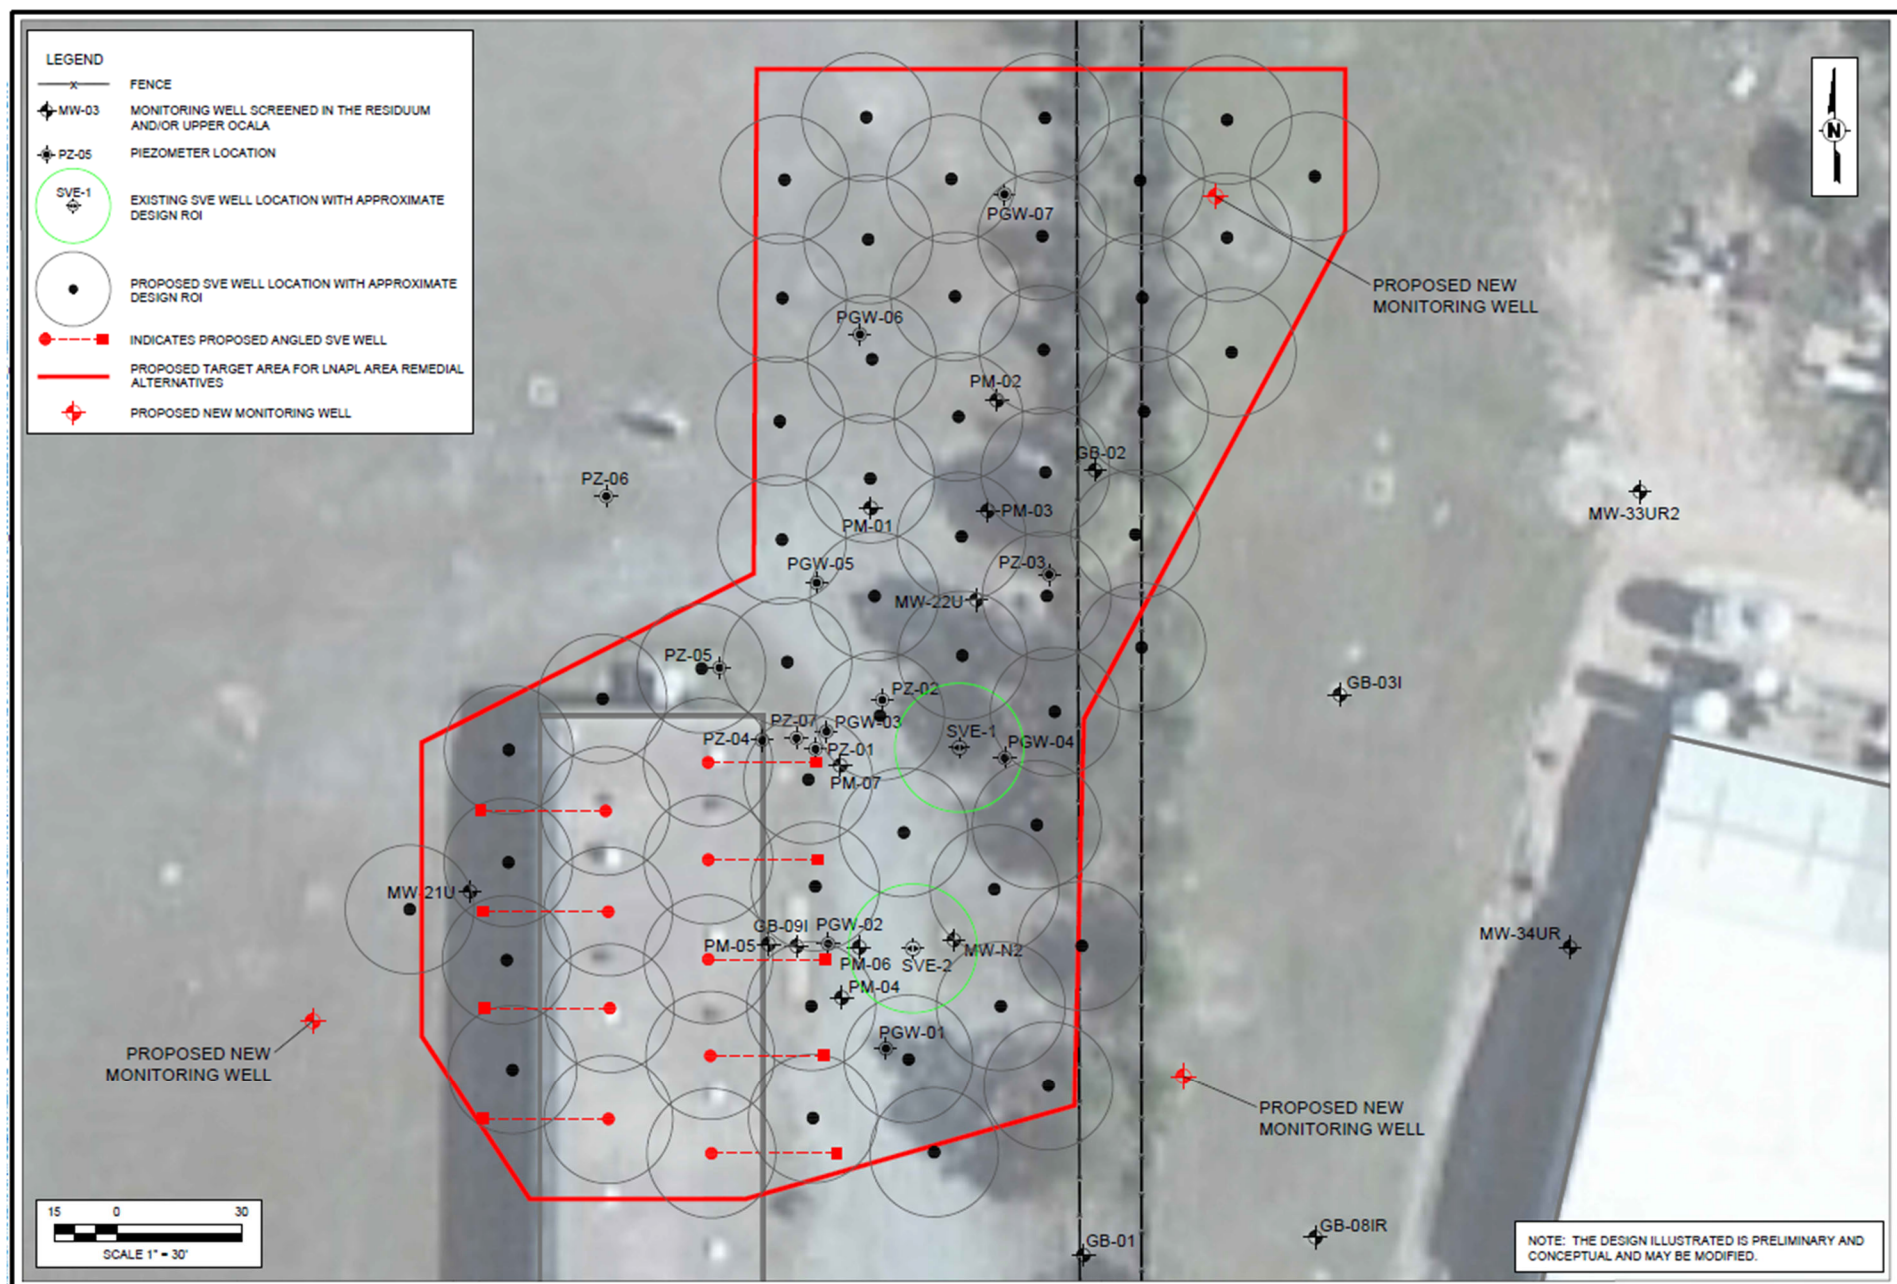 LEGEND
FENCE
MW-03
MONITORING WELL SCREENED IN THE RESIDUUM
AND/OR UPPER OCALA
PZ-05
PIEZOMETER LOCATION
SVE-1
EXISTING SVE WELL LOCATION WITH APPROXIMATE
DESIGN ROI
PROPOSED SVE WELL LOCATION WITH APPROXIMATE
DESIGN ROI
INDICATES PROPOSED ANGLED SVE WELL
PROPOSED TARGET AREA FOR LNAPL AREA REMEDIAL
ALTERNATIVES
PROPOSED NEW MONITORING WELL
N
PGW-07
PROPOSED NEW
MONITORING WELL
PGW-06
PM-02
GB-02
PZ-06
PM-01
PM-03
MW-33UR2
PGW-05
PZ-03
MW-22U
PZ-05
PZ-02
GB-03I
PZ-07
PGW-03
PZ-04
PZ-01
SVE-1
PGW-04
PM-07
MW-21U
GB-09I
PGW-02
PM-05
PM-06
SVE-2
MW-N2
MW-34UR
PM-04
PGW-01
PROPOSED NEW
MONITORING WELL
PROPOSED NEW
MONITORING WELL
15 0 30
SCALE 1" = 30'
GB-01
GB-08IR
NOTE: THE DESIGN ILLUSTRATED IS PRELIMINARY AND
CONCEPTUAL AND MAY BE MODIFIED.